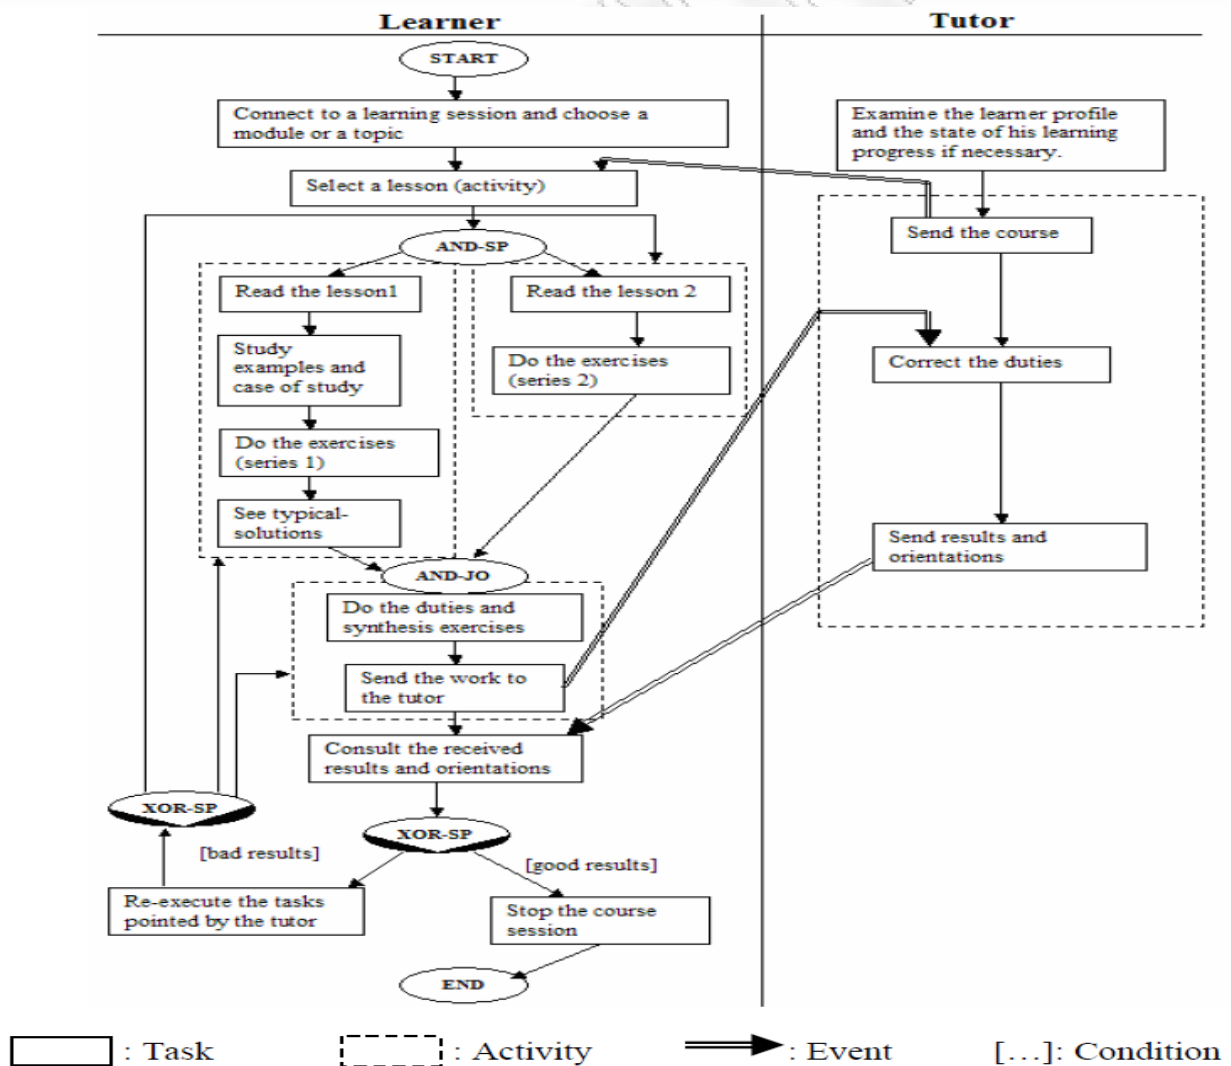 Learner
Tutor
START
Connect to a learning session and choose a
module or a topic
Examine the learner profile
and the state of his learning
progress if necessary.
Select a lesson (activity)
Send the course
AND-SP
Read the lesson1
Read the lesson 2
Study
examples and
case of study
Do the exercises
(series 2)
Correct the duties
Do the exercises
(series 1)
See typical-
solutions
Send results and
orientations
AND-JO
Do the duties and
synthesis exercises
Send the work to
the tutor
Consult the received
results and orientations
XOR-SP
XOR-SP
[bad results]
[good results]
Re-execute the tasks
pointed by the tutor
Stop the course
session
END
: Task
: Activity
: Event
[...]: Condition